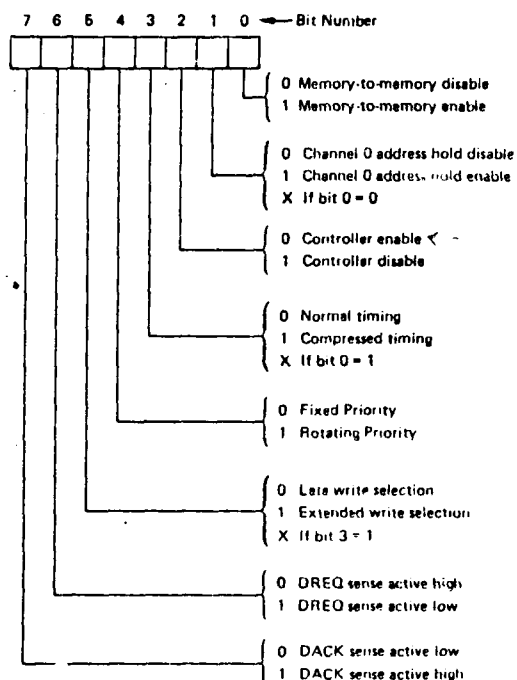 7 6 5 4 3 2 1 0 Bit Number
0 Memory-to-memory disable
1 Memory-to-memory enable
0 Channel 0 address hold disable
1 Channel 0 address hold enable
X If bit 0 = 0
0 Controller enable
1 Controller disable
0 Normal timing
1 Compressed timing
X If bit 0 = 1
0 Fixed Priority
1 Rotating Priority
0 Late write selection
1 Extended write selection
X If bit 3 = 1
0 DREQ sense active high
1 DREQ sense active low
0 DACK sense active low
1 DACK sense active high